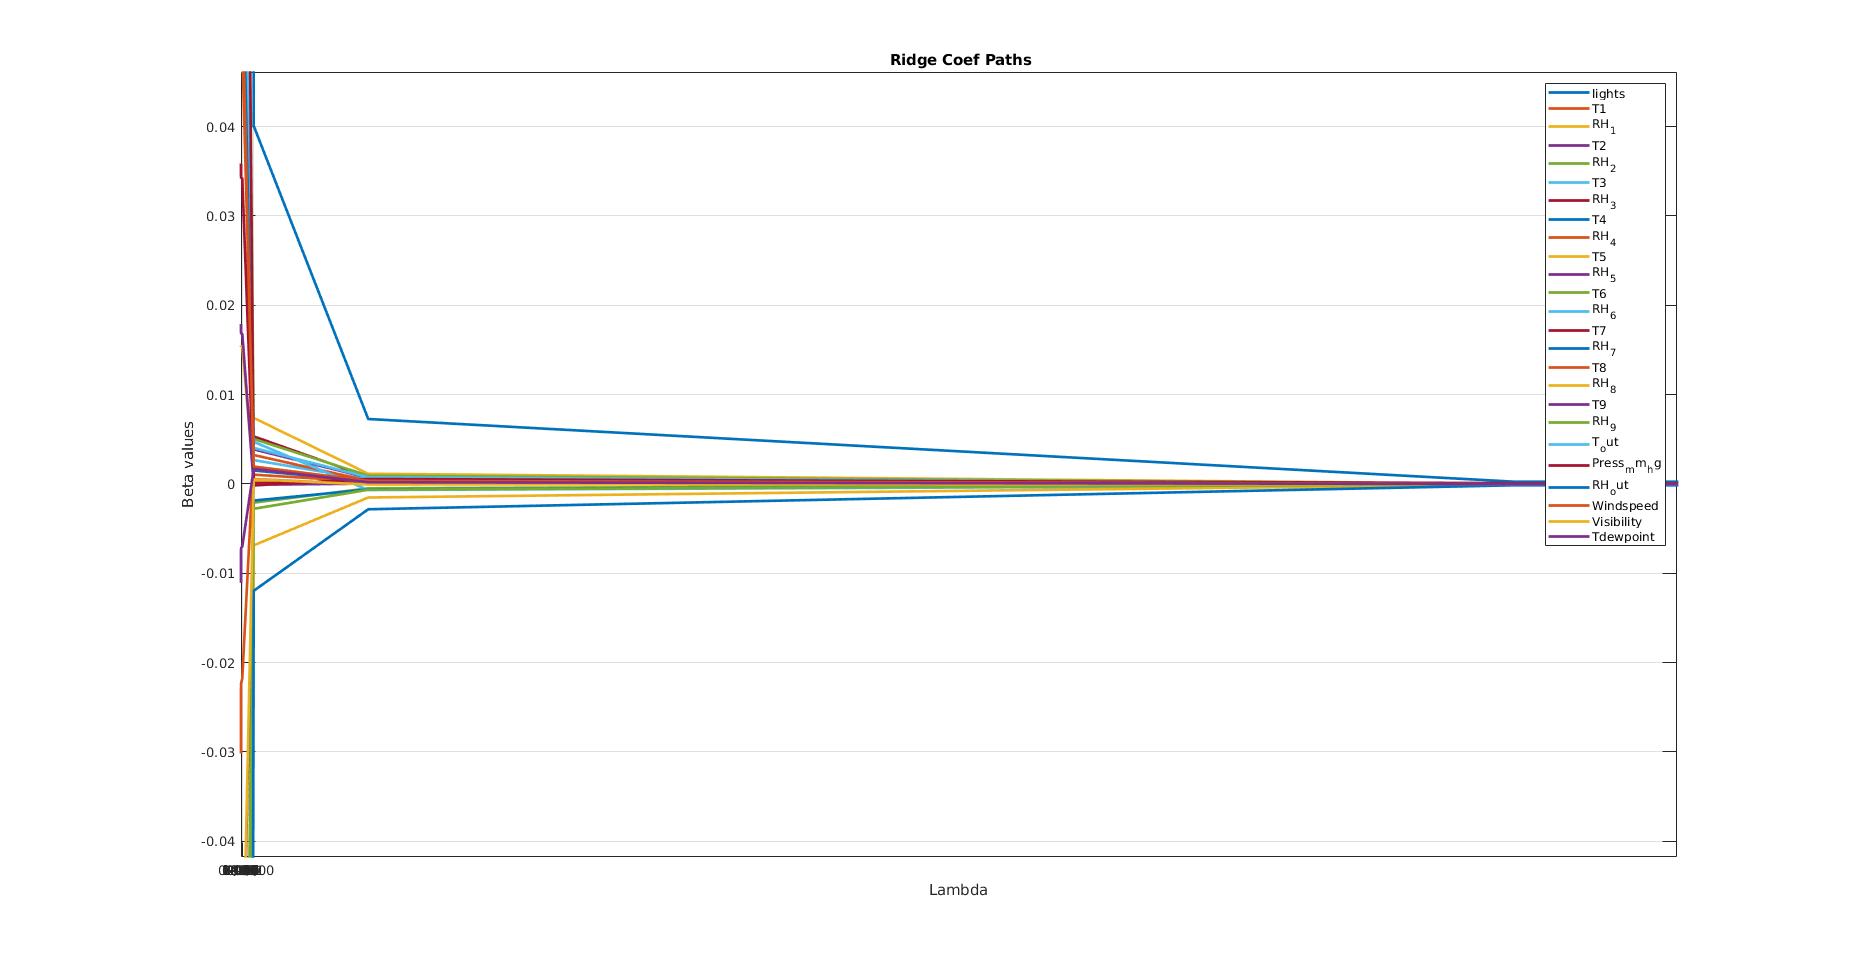 Ridge Coef Paths
0.04
0.03
0.02
0.01
0
-0.01
-0.02
-0.03
-0.04
Beta values
Lambda
lights
T1
RH1
T2
RH2
T3
RH3
T4
RH4
T5
RH5
T6
RH6
T7
RH7
T8
RH8
T9
RH9
Tout
Pressmmhg
RHout
Windspeed
Visibility
Tdewpoint